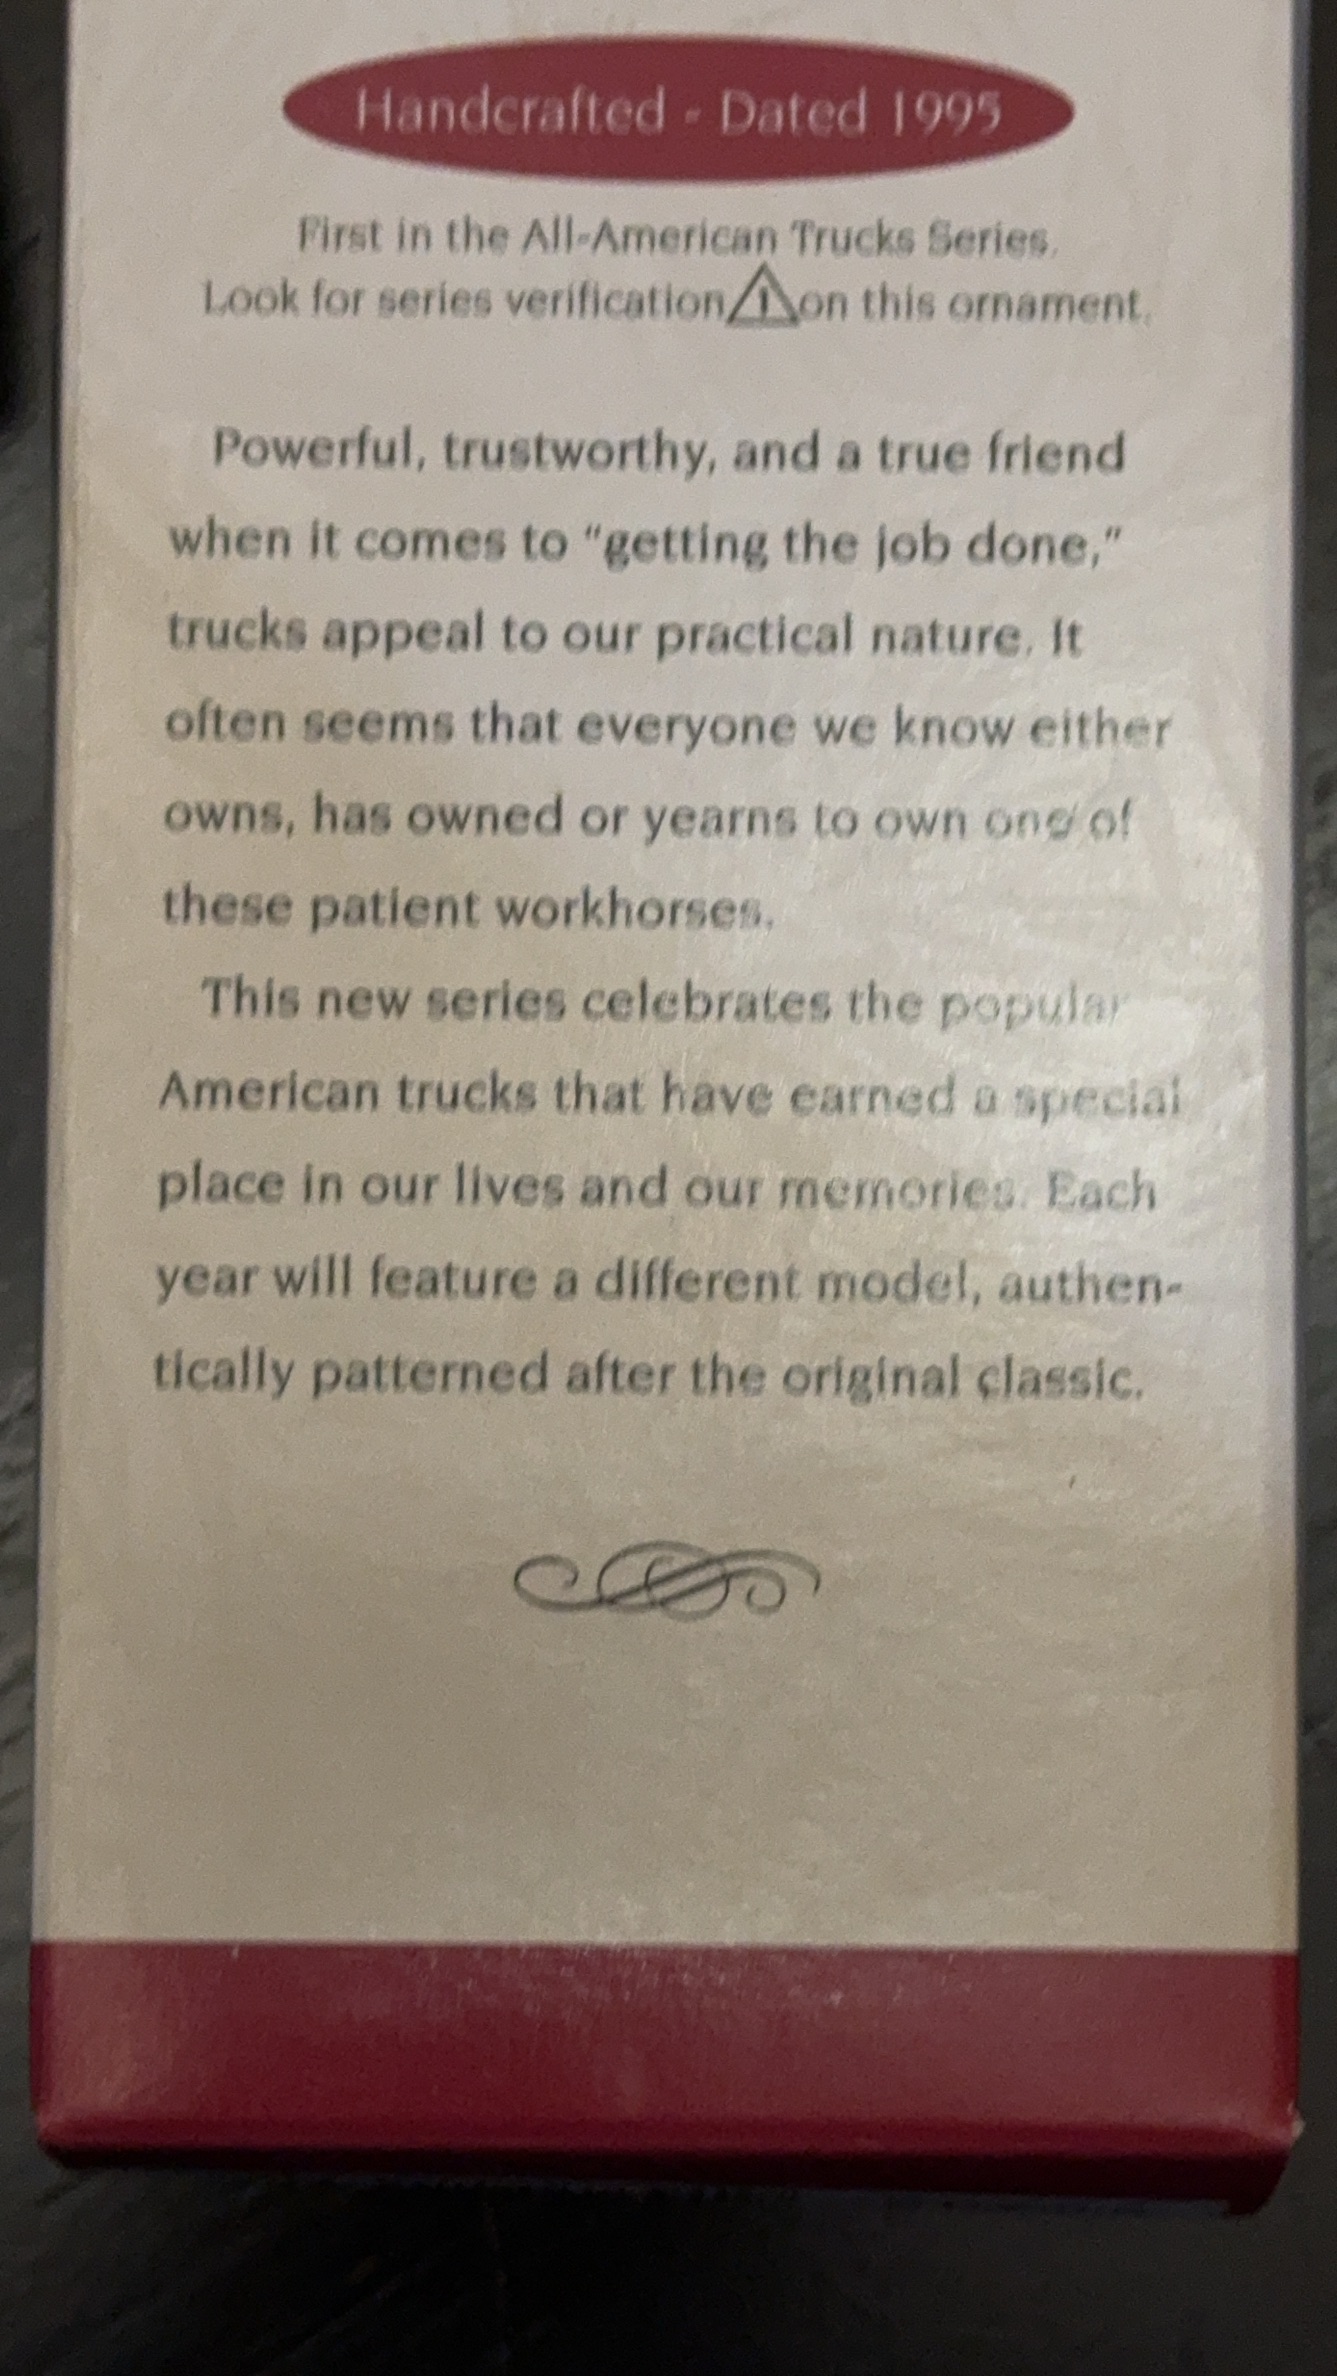 Handcrafted - Dated 1995
First in the All-American Trucks Series.
Look for series verification 1 on this ornament.
Powerful, trustworthy, and a true friend
when it comes to “getting the job done,”
trucks appeal to our practical nature. It
often seems that everyone we know either
owns, has owned or yearns to own one of
these patient workhorses.
This new series celebrates the popular
American trucks that have earned a special
place in our lives and our memories. Each
year will feature a different model, authen-
tically patterned after the original classic.